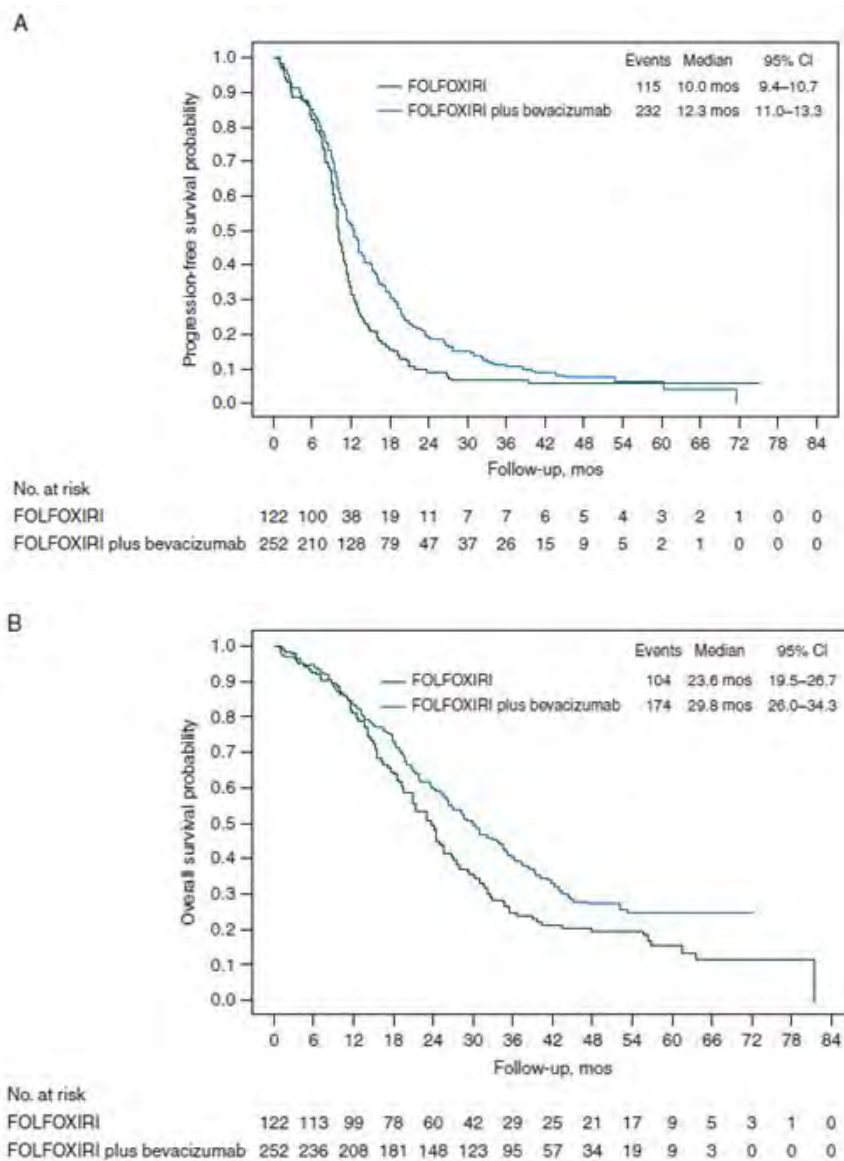 A
Events Median 95% CI
FOLFOXIRI 115 10.0 mos 9.4–10.7
FOLFOXIRI plus bevacizumab 232 12.3 mos 11.0–13.3
Progression-free survival probability
1.0
0.9
0.8
0.7
0.6
0.5
0.4
0.3
0.2
0.1
0.0
0 6 12 18 24 30 36 42 48 54 60 66 72 78 84
Follow-up, mos
No. at risk
FOLFOXIRI 122 100 38 19 11 7 7 6 5 4 3 2 1 0 0
FOLFOXIRI plus bevacizumab 252 210 128 79 47 37 26 15 9 5 2 1 0 0 0
B
Events Median 95% CI
FOLFOXIRI 104 23.6 mos 19.5–26.7
FOLFOXIRI plus bevacizumab 174 29.8 mos 26.0–34.3
Overall survival probability
1.0
0.9
0.8
0.7
0.6
0.5
0.4
0.3
0.2
0.1
0.0
0 6 12 18 24 30 36 42 48 54 60 66 72 78 84
Follow-up, mos
No. at risk
FOLFOXIRI 122 113 99 78 60 42 29 25 21 17 9 5 3 1 0
FOLFOXIRI plus bevacizumab 252 236 208 181 148 123 95 57 34 19 9 3 0 0 0